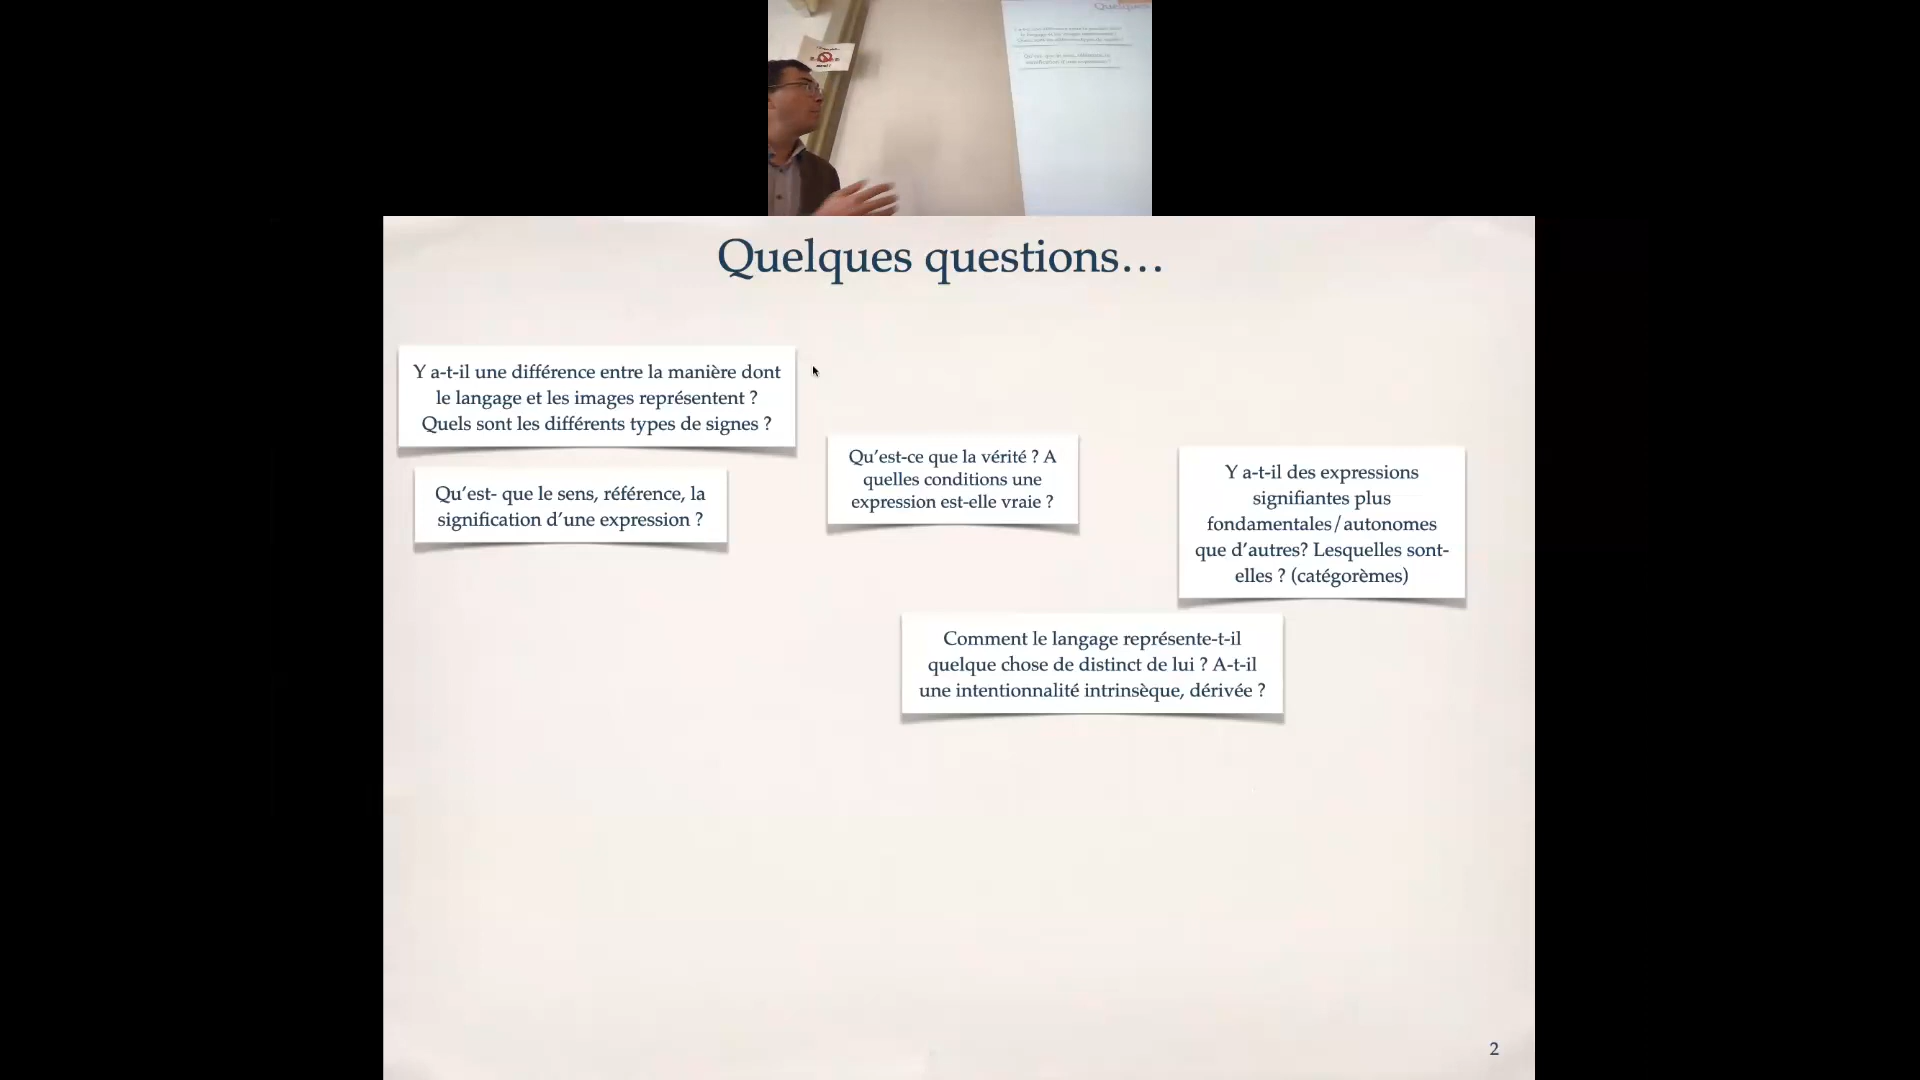 Quelques
Quelques questions…
Y a-t-il une différence entre la manière dont
le langage et les images représentent ?
Quels sont les différents types de signes ?
Qu’est- que le sens, référence, la
signification d’une expression ?
Qu’est-ce que la vérité ? A
quelles conditions une
expression est-elle vraie ?
Y a-t-il des expressions
signifiantes plus
fondamentales/autonomes
que d’autres? Lesquelles sont-
elles ? (catégorèmes)
Comment le langage représente-t-il
quelque chose de distinct de lui ? A-t-il
une intentionnalité intrinsèque, dérivée ?
2